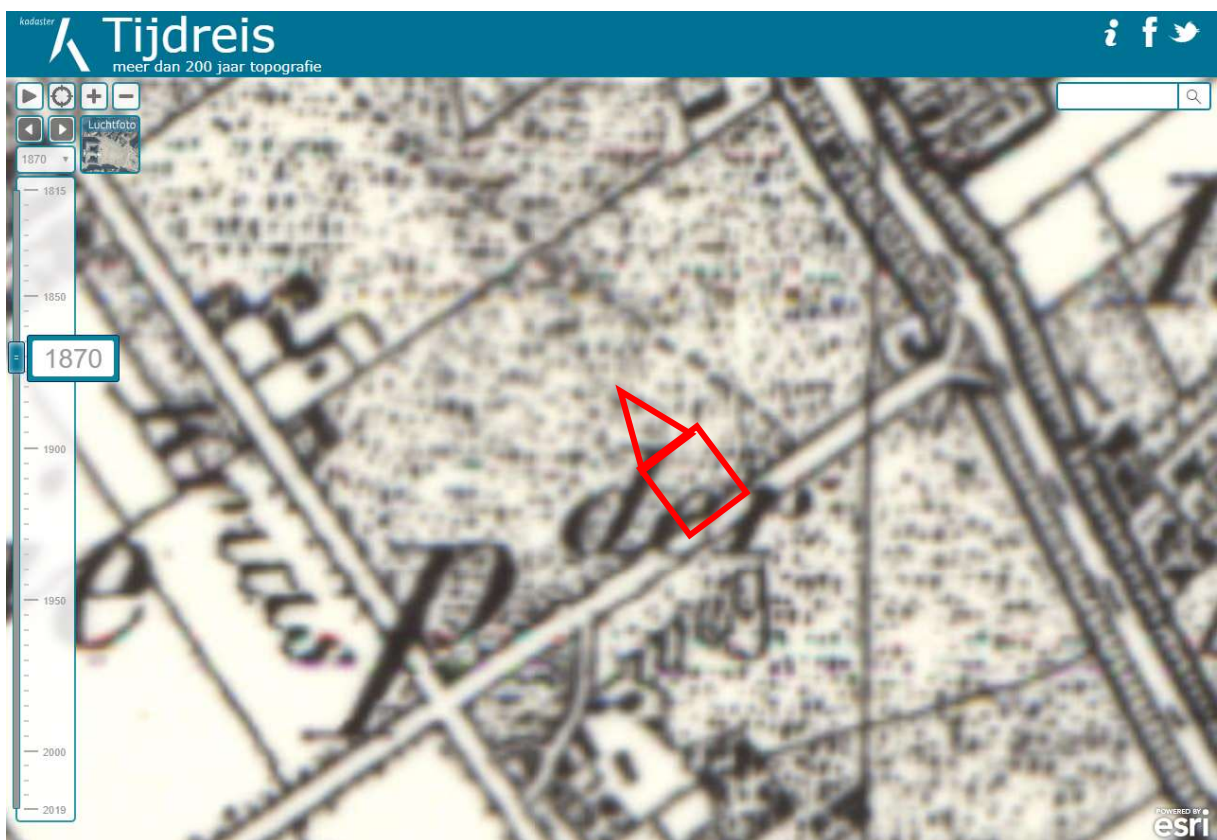 kadaster
Tijdreis
meer dan 200 jaar topografie
Luchtfoto
1870
1815
1850
1870
1900
1950
2000
2019
der
POWERED BY
esri